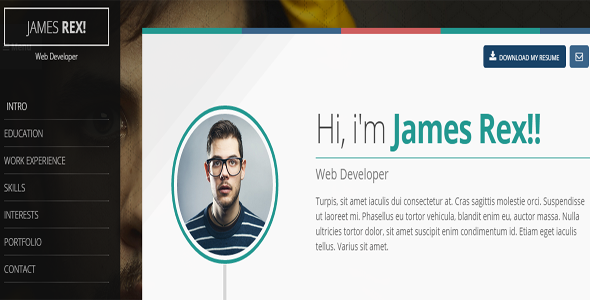 JAMES REX!
Web Developer
INTRO
EDUCATION
WORK EXPERIENCE
SKILLS
INTERESTS
PORTFOLIO
CONTACT
DOWNLOAD MY RESUME
Hi, i'm James Rex!!
Web Developer
Turpis, sit amet iaculis dui consectetur at. Cras sagittis molestie orci. Suspendisse
ut laoreet mi. Phasellus eu tortor vehicula, blandit enim eu, auctor massa. Nulla
ultricies tortor dolor, sit amet suscipit enim condimentum id. Etiam eget iaculis
tellus. Varius sit amet.